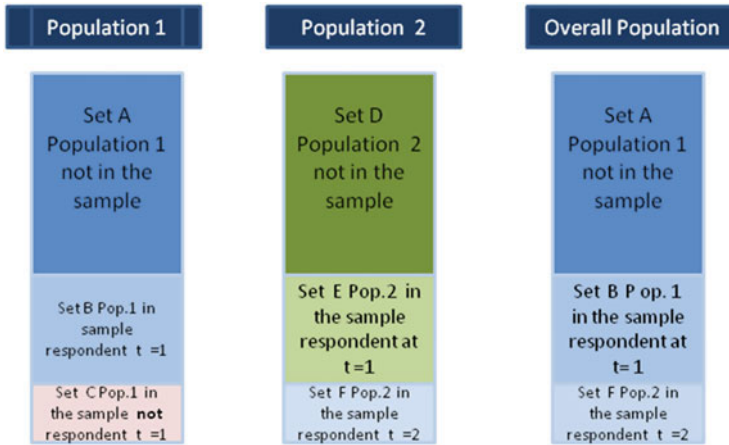 Population 1
Set A
Population 1
not in the
sample
Set B Pop.1 in
sample
respondent t =1
Set C Pop.1 in
the sample not
respondent t =1
Population 2
Set D
Population 2
not in the
sample
Set E Pop.2 in
the sample
respondent at
t=1
Set F Pop.2 in
the sample
respondent t =2
Overall Population
Set A
Population 1
not in the
sample
Set B P op. 1
in the sample
respondent at
t= 1
Set F Pop.2 in
the sample
respondent t =2